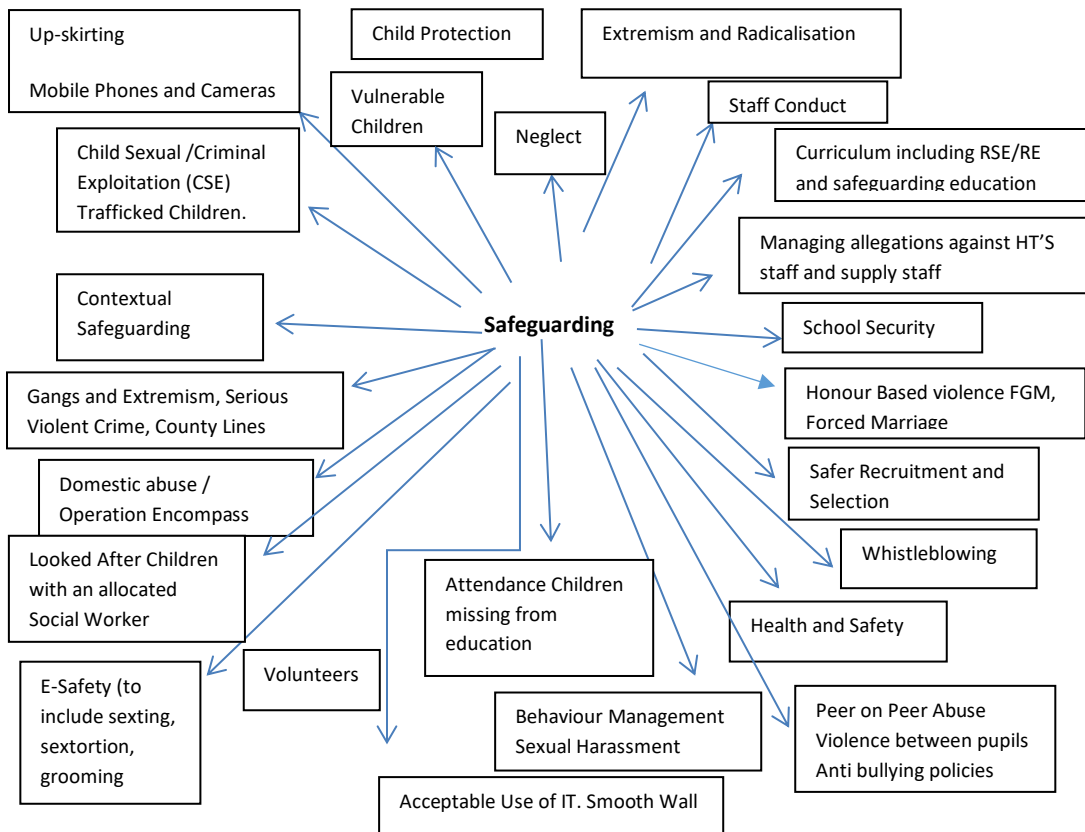 Up-skirting
Mobile Phones and Cameras
Child Protection
Extremism and Radicalisation
Vulnerable
Children
Neglect
Staff Conduct
Child Sexual /Criminal
Exploitation (CSE)
Trafficked Children.
Curriculum including RSE/RE
and safeguarding education
Managing allegations against HT’S
staff and supply staff
Contextual
Safeguarding
Safeguarding
School Security
Gangs and Extremism, Serious
Violent Crime, County Lines
Honour Based violence FGM,
Forced Marriage
Domestic abuse /
Operation Encompass
Safer Recruitment and
Selection
Looked After Children
with an allocated
Social Worker
Whistleblowing
Attendance Children
missing from
education
Health and Safety
E-Safety (to
include sexting,
sextortion,
grooming
Volunteers
Behaviour Management
Sexual Harassment
Peer on Peer Abuse
Violence between pupils
Anti bullying policies
Acceptable Use of IT. Smooth Wall